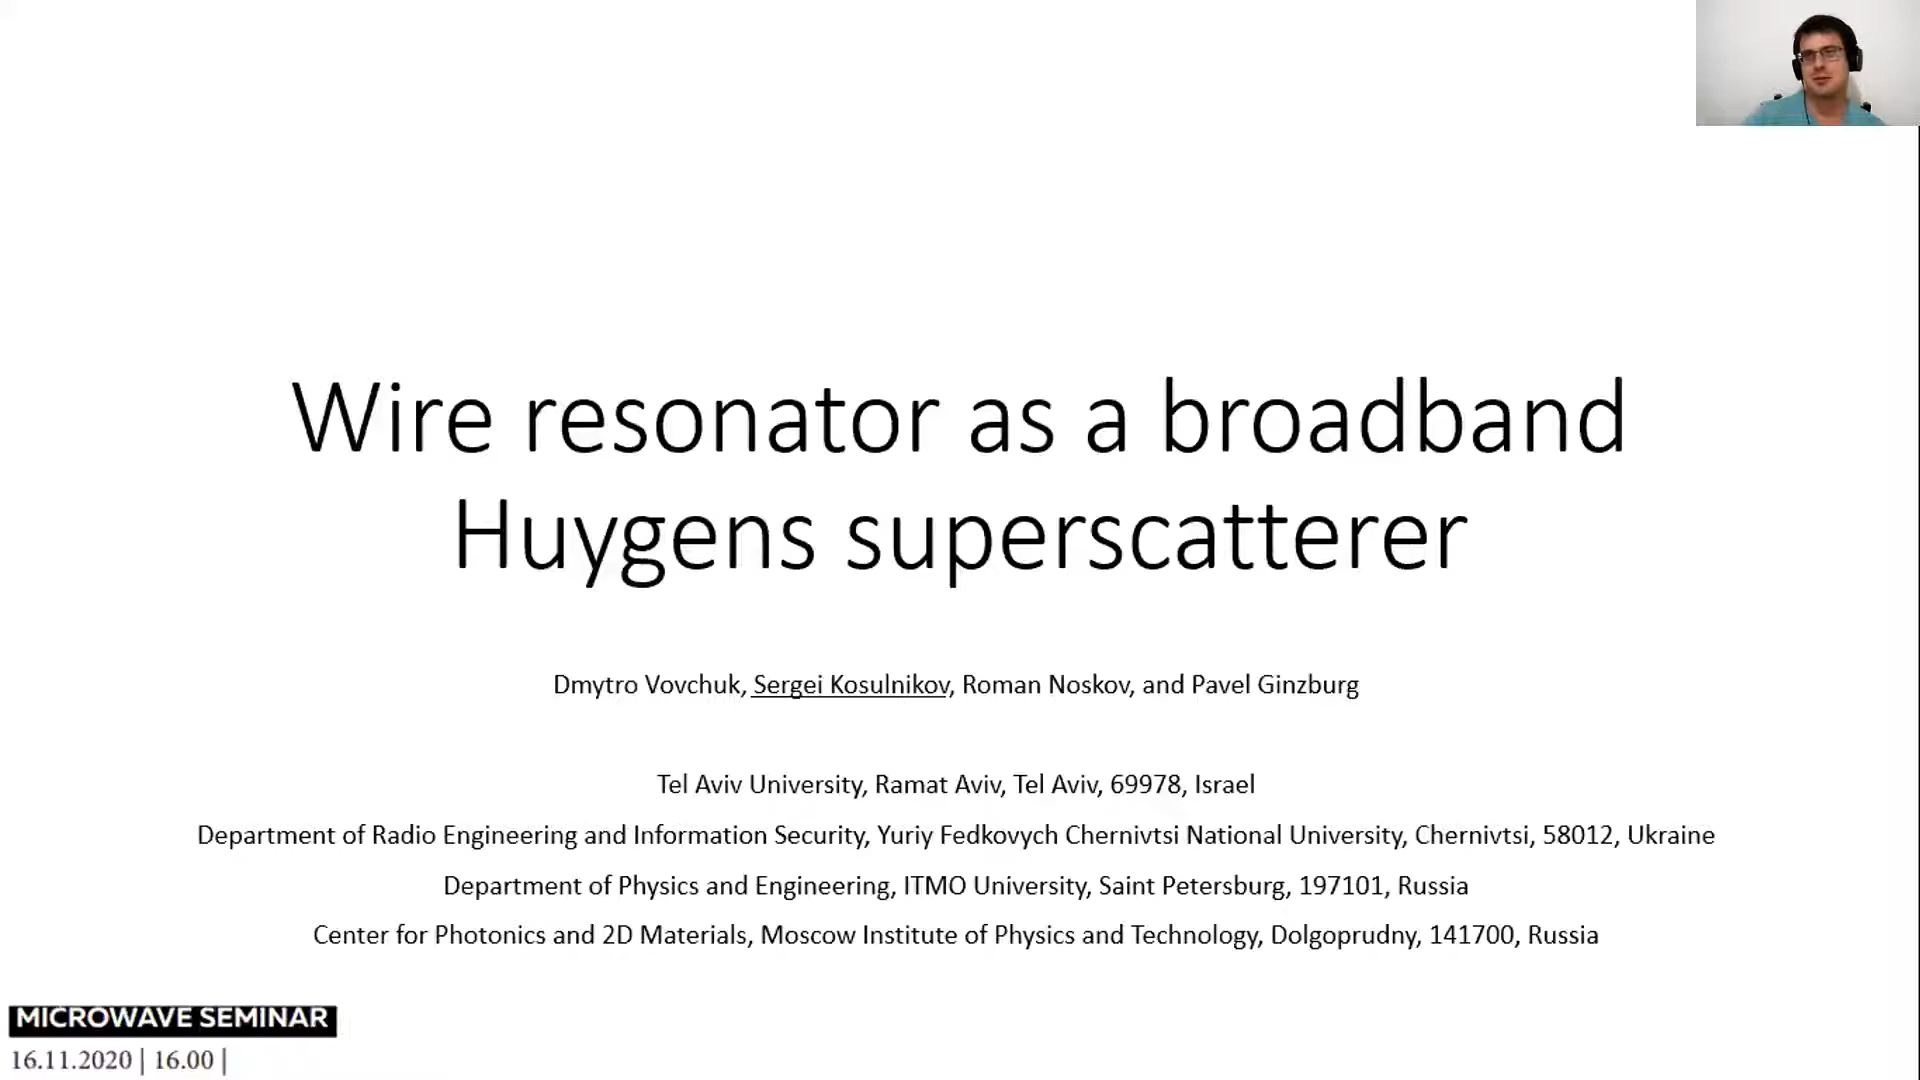 Wire resonator as a broadband
Huygens superscatterer
Dmytro Vovchuk, Sergei Kosulnikov, Roman Noskov, and Pavel Ginzburg
Tel Aviv University, Ramat Aviv, Tel Aviv, 69978, Israel
Department of Radio Engineering and Information Security, Yuriy Fedkovych Chernivtsi National University, Chernivtsi, 58012, Ukraine
Department of Physics and Engineering, ITMO University, Saint Petersburg, 197101, Russia
Center for Photonics and 2D Materials, Moscow Institute of Physics and Technology, Dolgoprudny, 141700, Russia
MICROWAVE SEMINAR
16.11.2020 | 16.00 |